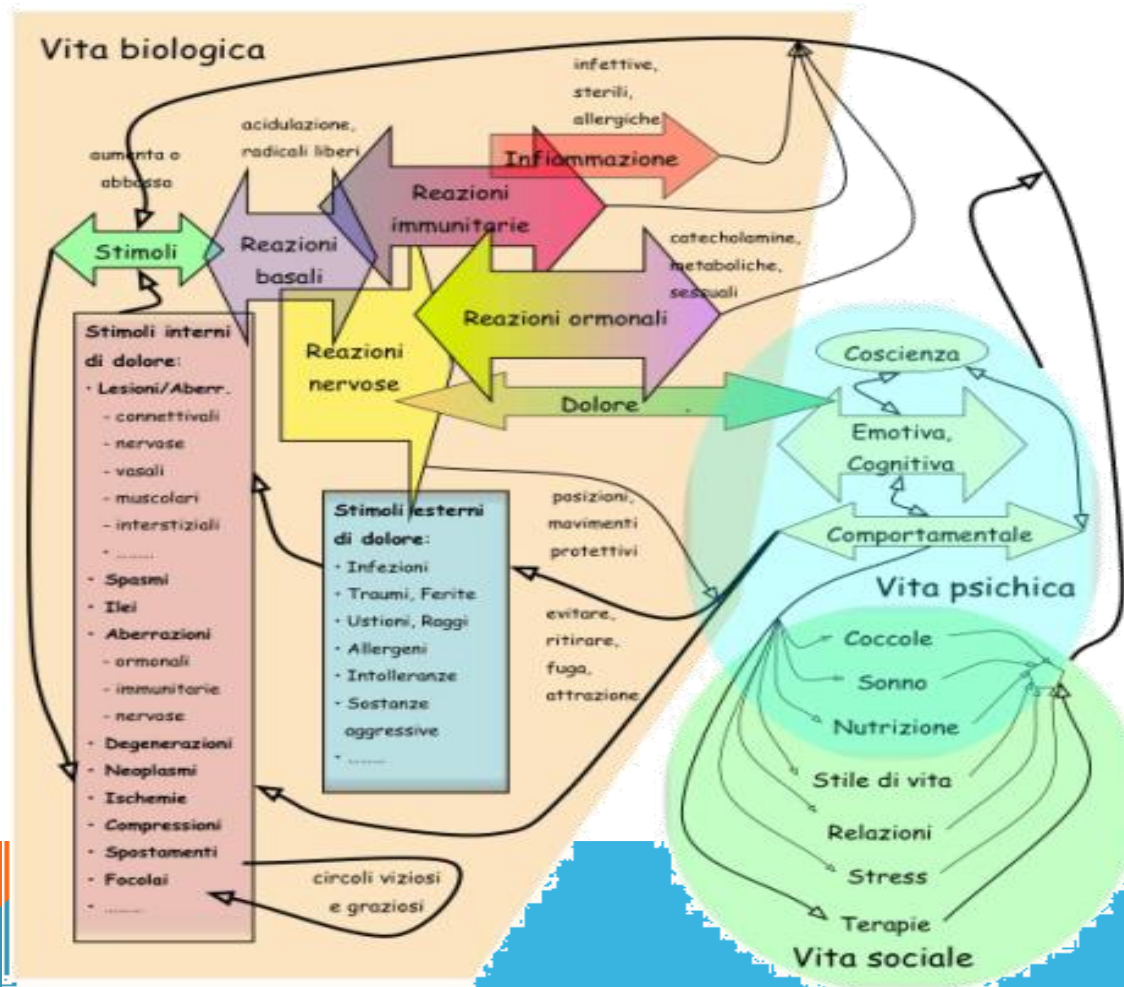 Vita biologica
infettive,
sterili,
allergiche
acidulazione,
radicali liberi
aumenta o
abbassa
Infiammazione
Reazioni
immunitarie
Stimoli
Reazioni
basali
catecholamine,
metaboliche,
sessuali
Reazioni ormonali
Reazioni
nervose
Dolore
.
Coscienza
Emotiva,
Cognitiva
Comportamentale
Vita psichica
Stimoli interni
di dolore:
• Lesioni/Aberr.
- connettivali
- nervose
- vasali
- muscolari
- interstiziali
• .......
• Spasmi
• Ilei
• Aberrazioni
- ormonali
- immunitarie
- nervose
• Degenerazioni
• Neoplasmi
• Ischemie
• Compressioni
• Spostamenti
• Focolai
• .......
Stimoli esterni
di dolore:
• Infezioni
• Traumi, Ferite
• Ustioni, Raggi
• Allergeni
• Intolleranze
• Sostanze
aggressive
• .......
posizioni,
movimenti
protettivi
evitare,
ritirare,
fuga,
attrazione
circoli viziosi
e graziosi
Coccole
Sonno
Nutrizione
Stile di vita
Relazioni
Stress
Terapie
Vita sociale